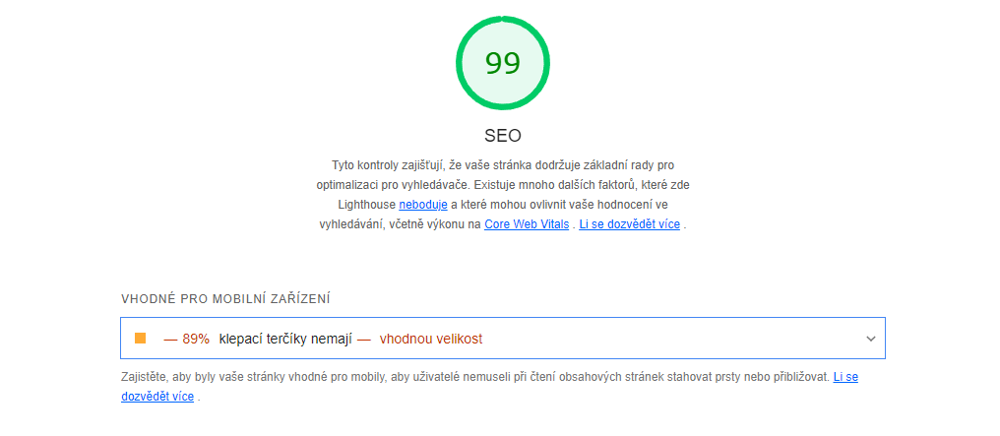 99
SEO
Tyto kontroly zajišťují, že vaše stránka dodržuje základní rady pro
optimalizaci pro vyhledávače. Existuje mnoho dalších faktorů, které zde
Lighthouse neboduje a které mohou ovlivnit vaše hodnocení ve
vyhledávání, včetně výkonu na Core Web Vitals . Li se dozvědět více .
VHODNÉ PRO MOBILNÍ ZAŘÍZENÍ
— 89% klepací terčíky nemají — vhodnou velikost
Zajistěte, aby byly vaše stránky vhodné pro mobily, aby uživatelé nemuseli při čtení obsahových stránek stahovat prsty nebo přibližovat. Li se
dozvědět více .